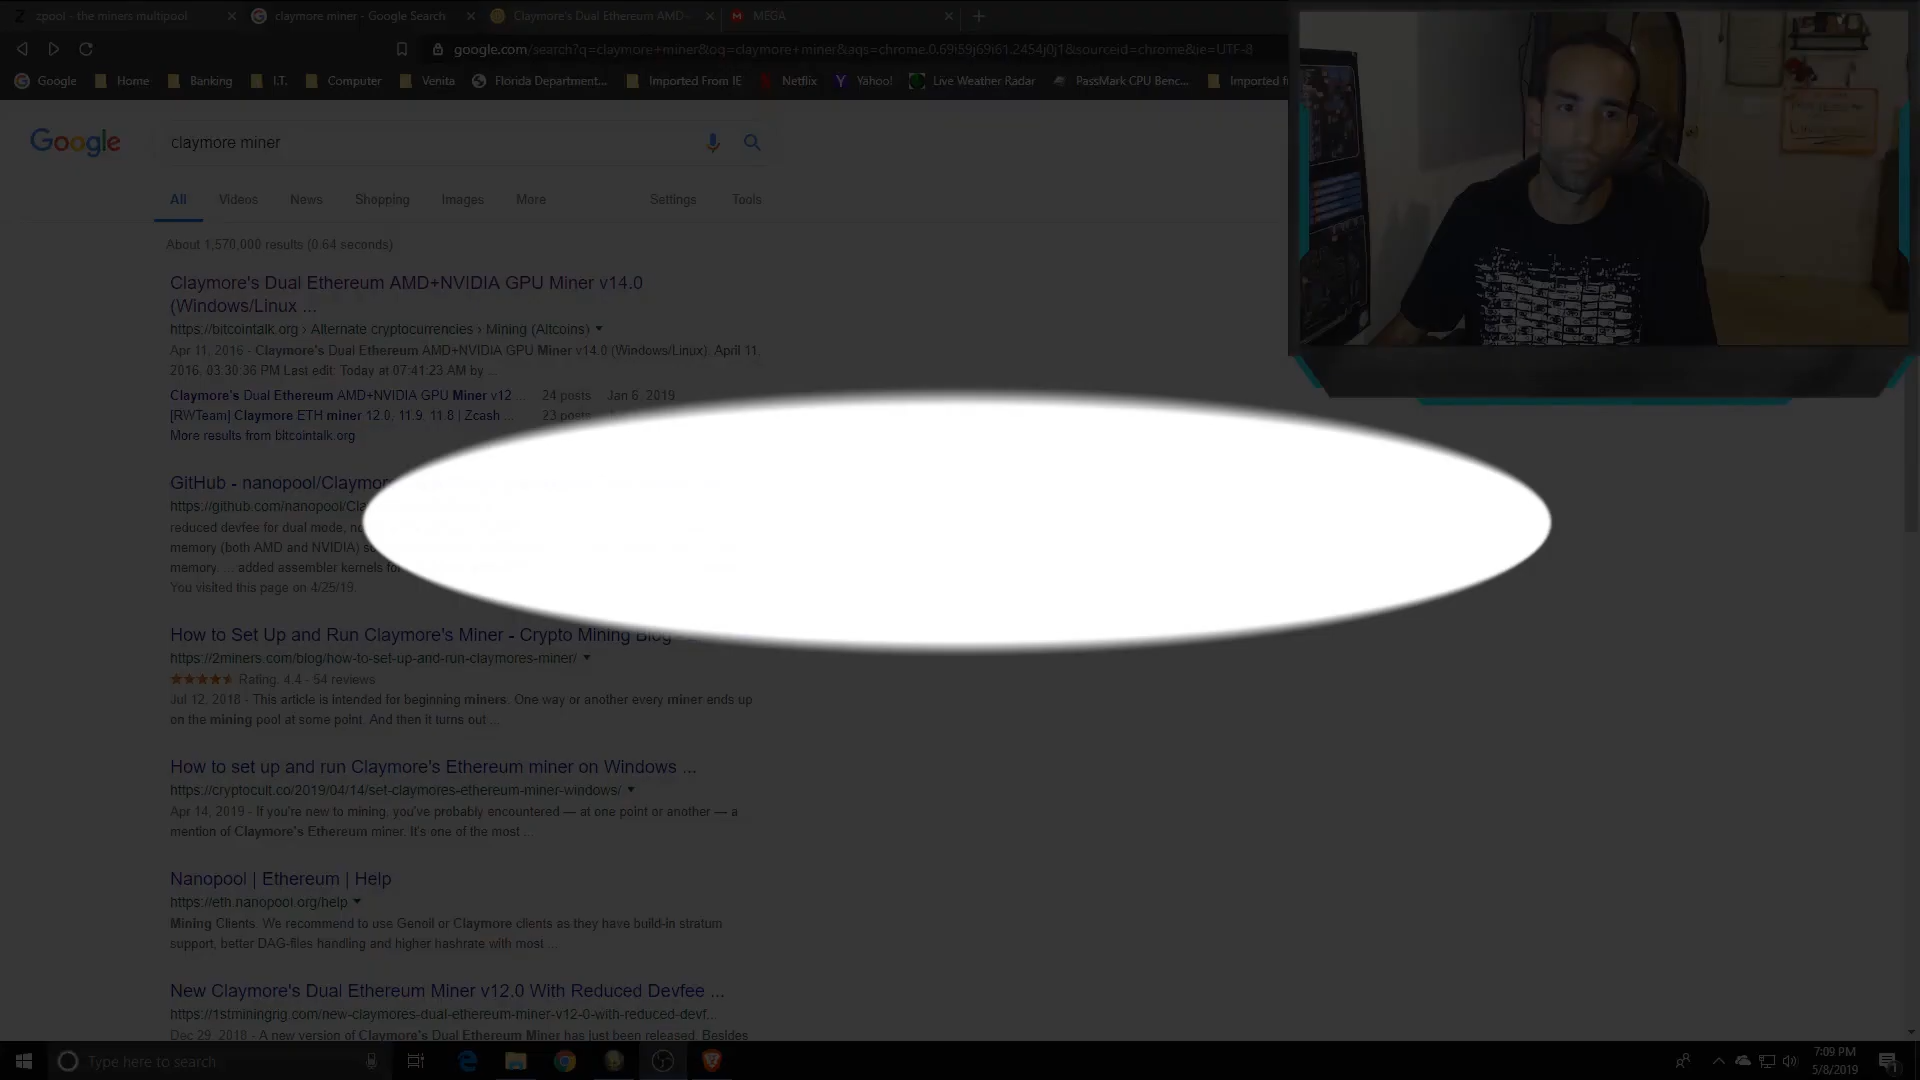 zpool - the miners multipool
claymore miner - Google Search
Claymore's Dual Ethereum AMD+
MEGA
google.com/search?q=claymore+miner&oq=claymore+miner&aqs=chrome.0.69i59j69i61.2454j0j1&sourceid=chrome&ie=UTF-8
Google Home Banking I.T. Computer Venita Florida Department... Imported From IE Netflix Yahoo! Live Weather Radar PassMark CPU Benc... Imported fr
Google
claymore miner
All Videos News Shopping Images More Settings Tools
About 1,570,000 results (0.64 seconds)
Claymore's Dual Ethereum AMD+NVIDIA GPU Miner v14.0
(Windows/Linux ...
https://bitcointalk.org › Alternate cryptocurrencies › Mining (Altcoins)
Apr 11, 2016 - Claymore's Dual Ethereum AMD+NVIDIA GPU Miner v14.0 (Windows/Linux). April 11,
2016, 03:30:36 PM Last edit: Today at 07:41:23 AM by ...
Claymore's Dual Ethereum AMD+NVIDIA GPU Miner v12 ... 24 posts Jan 6, 2019
[RWTeam] Claymore ETH miner 12.0, 11.9, 11.8 | Zcash ... 23 posts
More results from bitcointalk.org
GitHub - nanopool/Claymor
https://github.com/nanopool/Cla
reduced devfee for dual mode, no
memory (both AMD and NVIDIA) so
memory. ... added assembler kernels for
You visited this page on 4/25/19.
How to Set Up and Run Claymore's Miner - Crypto Mining Blog
https://2miners.com/blog/how-to-set-up-and-run-claymores-miner/
Rating: 4.4 - 54 reviews
Jul 12, 2018 - This article is intended for beginning miners. One way or another every miner ends up
on the mining pool at some point. And then it turns out ...
How to set up and run Claymore's Ethereum miner on Windows ...
https://cryptocult.co/2019/04/14/set-claymores-ethereum-miner-windows/
Apr 14, 2019 - If you're new to mining, you've probably encountered — at one point or another — a
mention of Claymore's Ethereum miner. It's one of the most ...
Nanopool | Ethereum | Help
https://eth.nanopool.org/help
Mining Clients. We recommend to use Genoil or Claymore clients as they have build-in stratum
support, better DAG-files handling and higher hashrate with most ...
New Claymore's Dual Ethereum Miner v12.0 With Reduced Devfee ...
https://1stminingrig.com/new-claymores-dual-ethereum-miner-v12-0-with-reduced-devf...
Dec 29, 2018 - A new version of Claymore's Dual Ethereum Miner has just been released. Besides
Type here to search
7:09 PM
5/8/2019